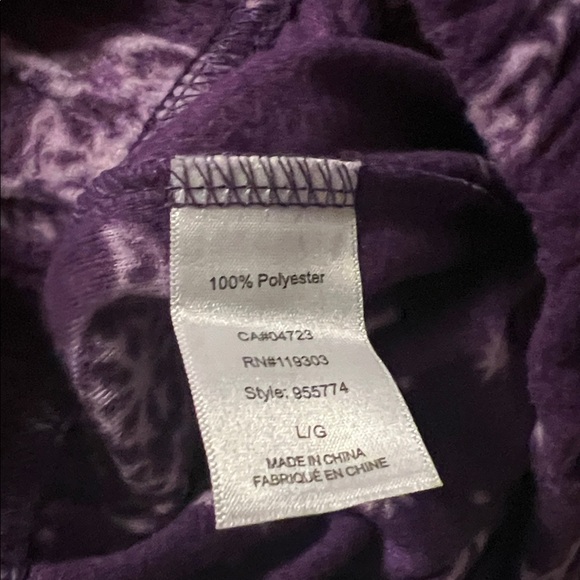 100% Polyester
CA#04723
RN#119303
Style: 955774
L/G
MADE IN CHINA
FABRIQUÉ EN CHINE